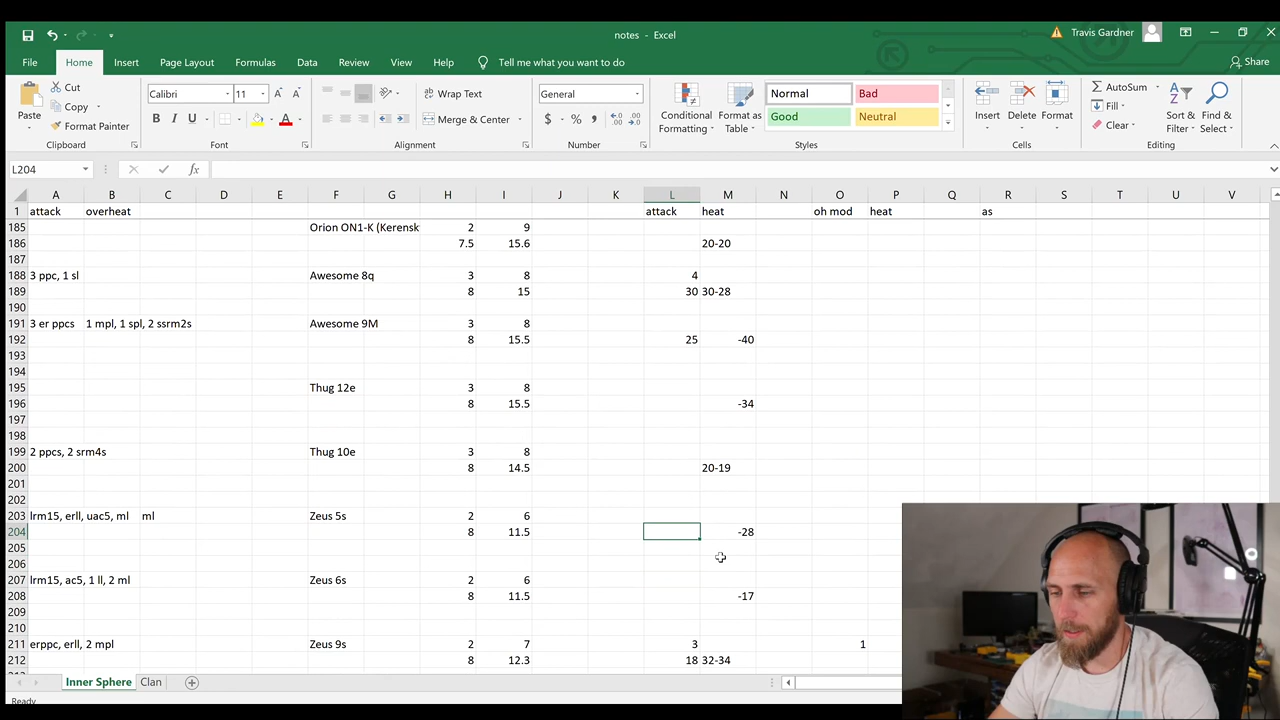 notes - Excel
Travis Gardner
File Home Insert Page Layout Formulas Data Review View Help Tell me what you want to do Share
Cut
Copy
Format Painter
Paste
Clipboard
Calibri 11
B I U
Font
Wrap Text
Merge & Center
Alignment
General
$ % ,
Number
Conditional Formatting
Format as Table
Normal Bad
Good Neutral
Styles
Insert Delete Format
Cells
AutoSum
Fill
Clear
Sort & Filter
Find & Select
Editing
L204 fx
A B C D E F G H I J K L M N O P Q R S T U V
1 attack overheat attack heat oh mod heat as
185 Orion ON1-K (Kerensk 2 9
186 7.5 15.6 20-20
187
188 3 ppc, 1 sl Awesome 8q 3 8 4
189 8 15 30 30-28
190
191 3 er ppcs 1 mpl, 1 spl, 2 ssrm2s Awesome 9M 3 8
192 8 15.5 25 -40
193
194
195 Thug 12e 3 8
196 8 15.5 -34
197
198
199 2 ppcs, 2 srm4s Thug 10e 3 8
200 8 14.5 20-19
201
202
203 lrm15, erll, uac5, ml ml Zeus 5s 2 6
204 8 11.5 -28
205
206
207 lrm15, ac5, 1 ll, 2 ml Zeus 6s 2 6
208 8 11.5 -17
209
210
211 erppc, erll, 2 mpl Zeus 9s 2 7 3 1
212 8 12.3 18 32-34
Inner Sphere Clan
Ready